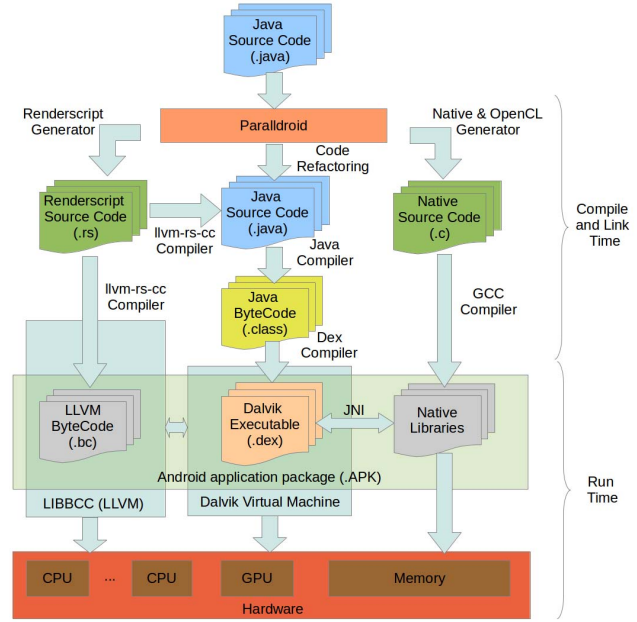 Java
Source Code
(.java)
Renderscript
Generator
Paralldroid
Native & OpenCL
Generator
Code
Refactoring
Renderscript
Source Code
(.rs)
llvm-rs-cc
Compiler
Java
Source Code
(.java)
Native
Source Code
(.c)
Compile
and Link
Time
Java
Compiler
llvm-rs-cc
Compiler
Java
ByteCode
(.class)
GCC
Compiler
Dex
Compiler
LLVM
ByteCode
(.bc)
Dalvik
Executable
(.dex)
JNI
Native
Libraries
Android application package (.APK)
LIBBCC (LLVM)
Dalvik Virtual Machine
Run
Time
CPU
...
CPU
GPU
Memory
Hardware